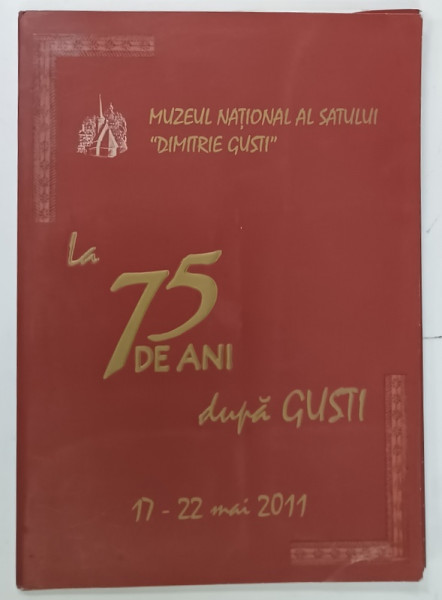 MUZEUL NAȚIONAL AL SATULUI
"DIMITRIE GUSTI"
La
75
DE ANI
după GUSTI
17 - 22 mai 2011